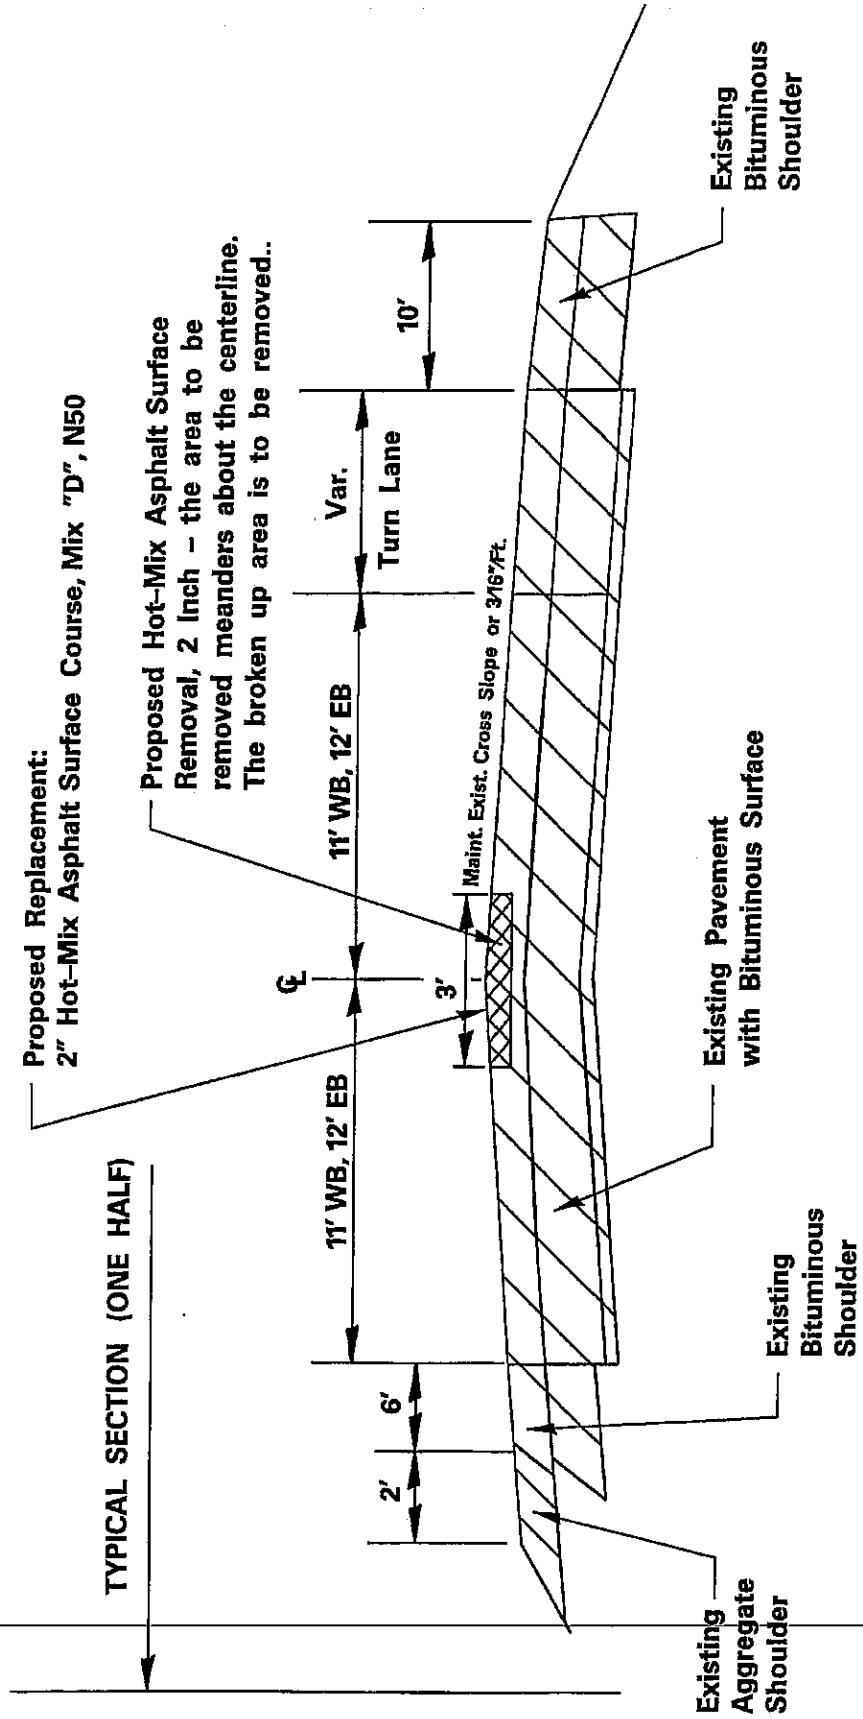 Proposed Replacement:
2" Hot-Mix Asphalt Surface Course, Mix "D", N50
TYPICAL SECTION (ONE HALF)
Proposed Hot-Mix Asphalt Surface
Removal, 2 Inch - the area to be
removed meanders about the centerline.
The broken up area is to be removed..
℄
11' WB, 12' EB
11' WB, 12' EB
Var.
Turn Lane
10'
2'
6'
3'
Maint. Exist. Cross Slope or 3/16"/Ft.
Existing
Aggregate
Shoulder
Existing
Bituminous
Shoulder
Existing Pavement
with Bituminous Surface
Existing
Bituminous
Shoulder